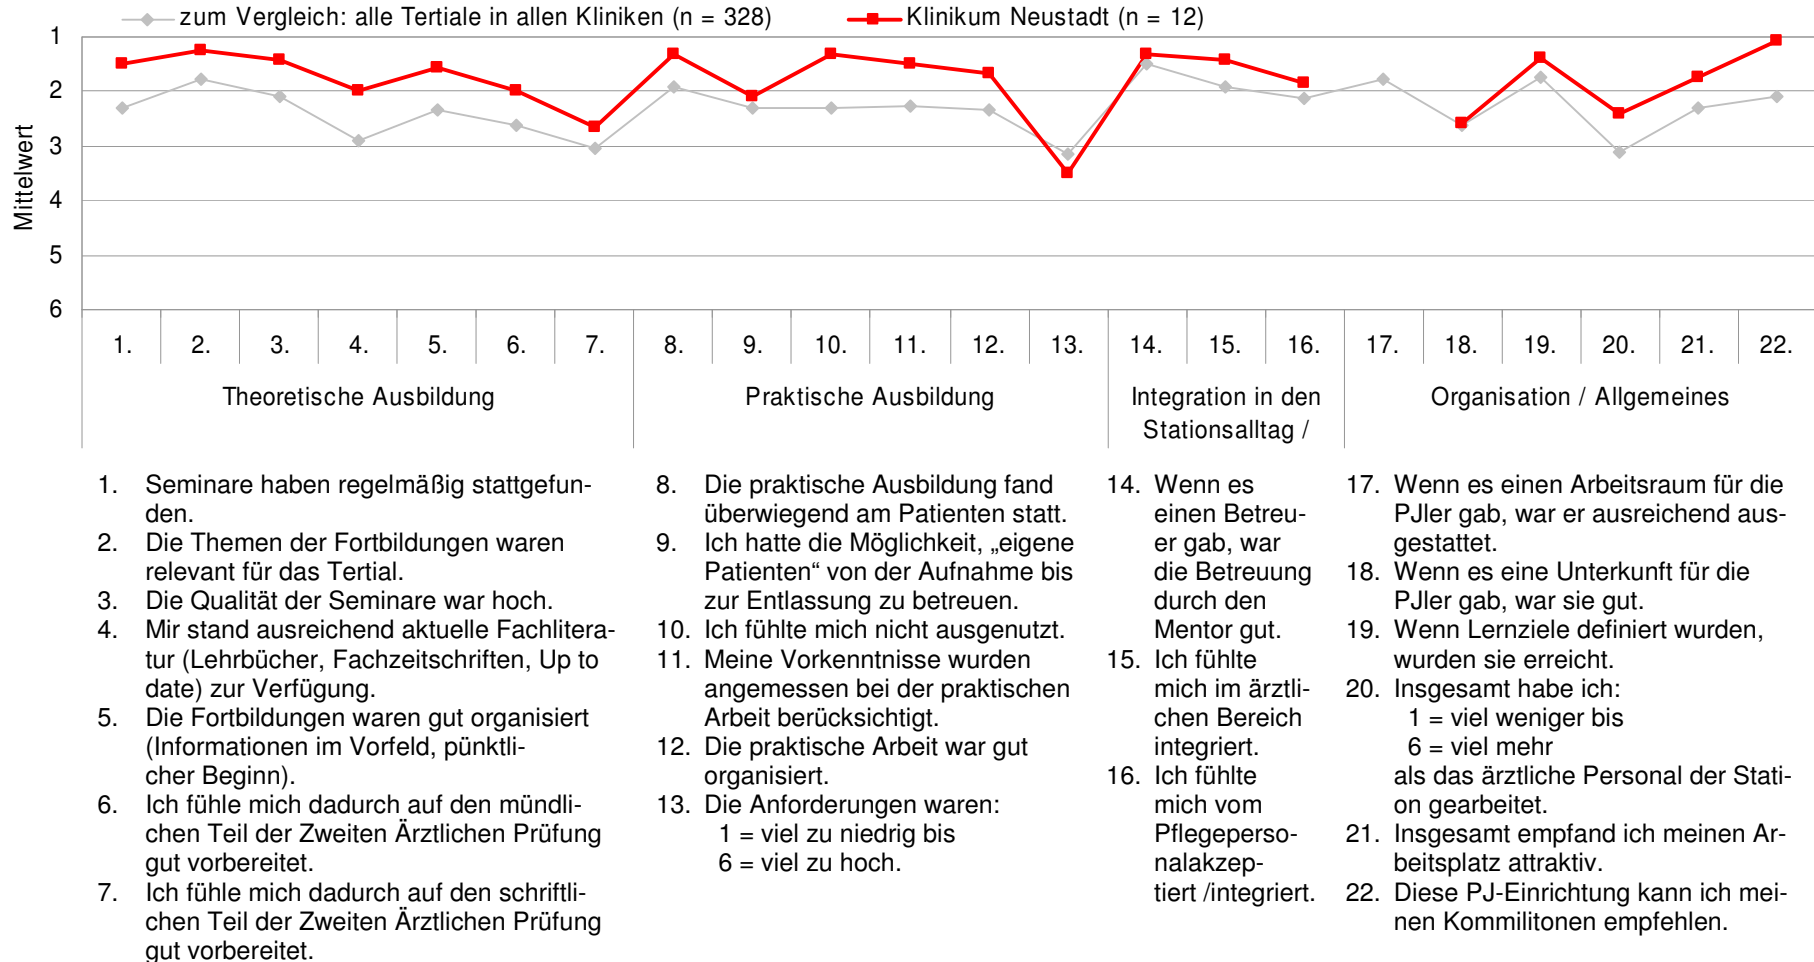 zum Vergleich: alle Tertiale in allen Kliniken (n = 328)
Klinikum Neustadt (n = 12)
Mittelwert
1
2
3
4
5
6
1. 2. 3. 4. 5. 6. 7. 8. 9. 10. 11. 12. 13. 14. 15. 16. 17. 18. 19. 20. 21. 22.
Theoretische Ausbildung
Praktische Ausbildung
Integration in den
Stationsalltag /
Organisation / Allgemeines
1. Seminare haben regelmäßig stattgefun-
den.
2. Die Themen der Fortbildungen waren
relevant für das Tertial.
3. Die Qualität der Seminare war hoch.
4. Mir stand ausreichend aktuelle Fachlitera-
tur (Lehrbücher, Fachzeitschriften, Up to
date) zur Verfügung.
5. Die Fortbildungen waren gut organisiert
(Informationen im Vorfeld, pünktli-
cher Beginn).
6. Ich fühle mich dadurch auf den mündli-
chen Teil der Zweiten Ärztlichen Prüfung
gut vorbereitet.
7. Ich fühle mich dadurch auf den schriftli-
chen Teil der Zweiten Ärztlichen Prüfung
gut vorbereitet.
8. Die praktische Ausbildung fand
überwiegend am Patienten statt.
9. Ich hatte die Möglichkeit, „eigene
Patienten“ von der Aufnahme bis
zur Entlassung zu betreuen.
10. Ich fühlte mich nicht ausgenutzt.
11. Meine Vorkenntnisse wurden
angemessen bei der praktischen
Arbeit berücksichtigt.
12. Die praktische Arbeit war gut
organisiert.
13. Die Anforderungen waren:
1 = viel zu niedrig bis
6 = viel zu hoch.
14. Wenn es
einen Betreu-
er gab, war
die Betreuung
durch den
Mentor gut.
15. Ich fühlte
mich im ärztli-
chen Bereich
integriert.
16. Ich fühlte
mich vom
Pflegeperso-
nalakzep-
tiert /integriert.
17. Wenn es einen Arbeitsraum für die
PJler gab, war er ausreichend aus-
gestattet.
18. Wenn es eine Unterkunft für die
PJler gab, war sie gut.
19. Wenn Lernziele definiert wurden,
wurden sie erreicht.
20. Insgesamt habe ich:
1 = viel weniger bis
6 = viel mehr
als das ärztliche Personal der Stati-
on gearbeitet.
21. Insgesamt empfand ich meinen Ar-
beitsplatz attraktiv.
22. Diese PJ-Einrichtung kann ich mei-
nen Kommilitonen empfehlen.